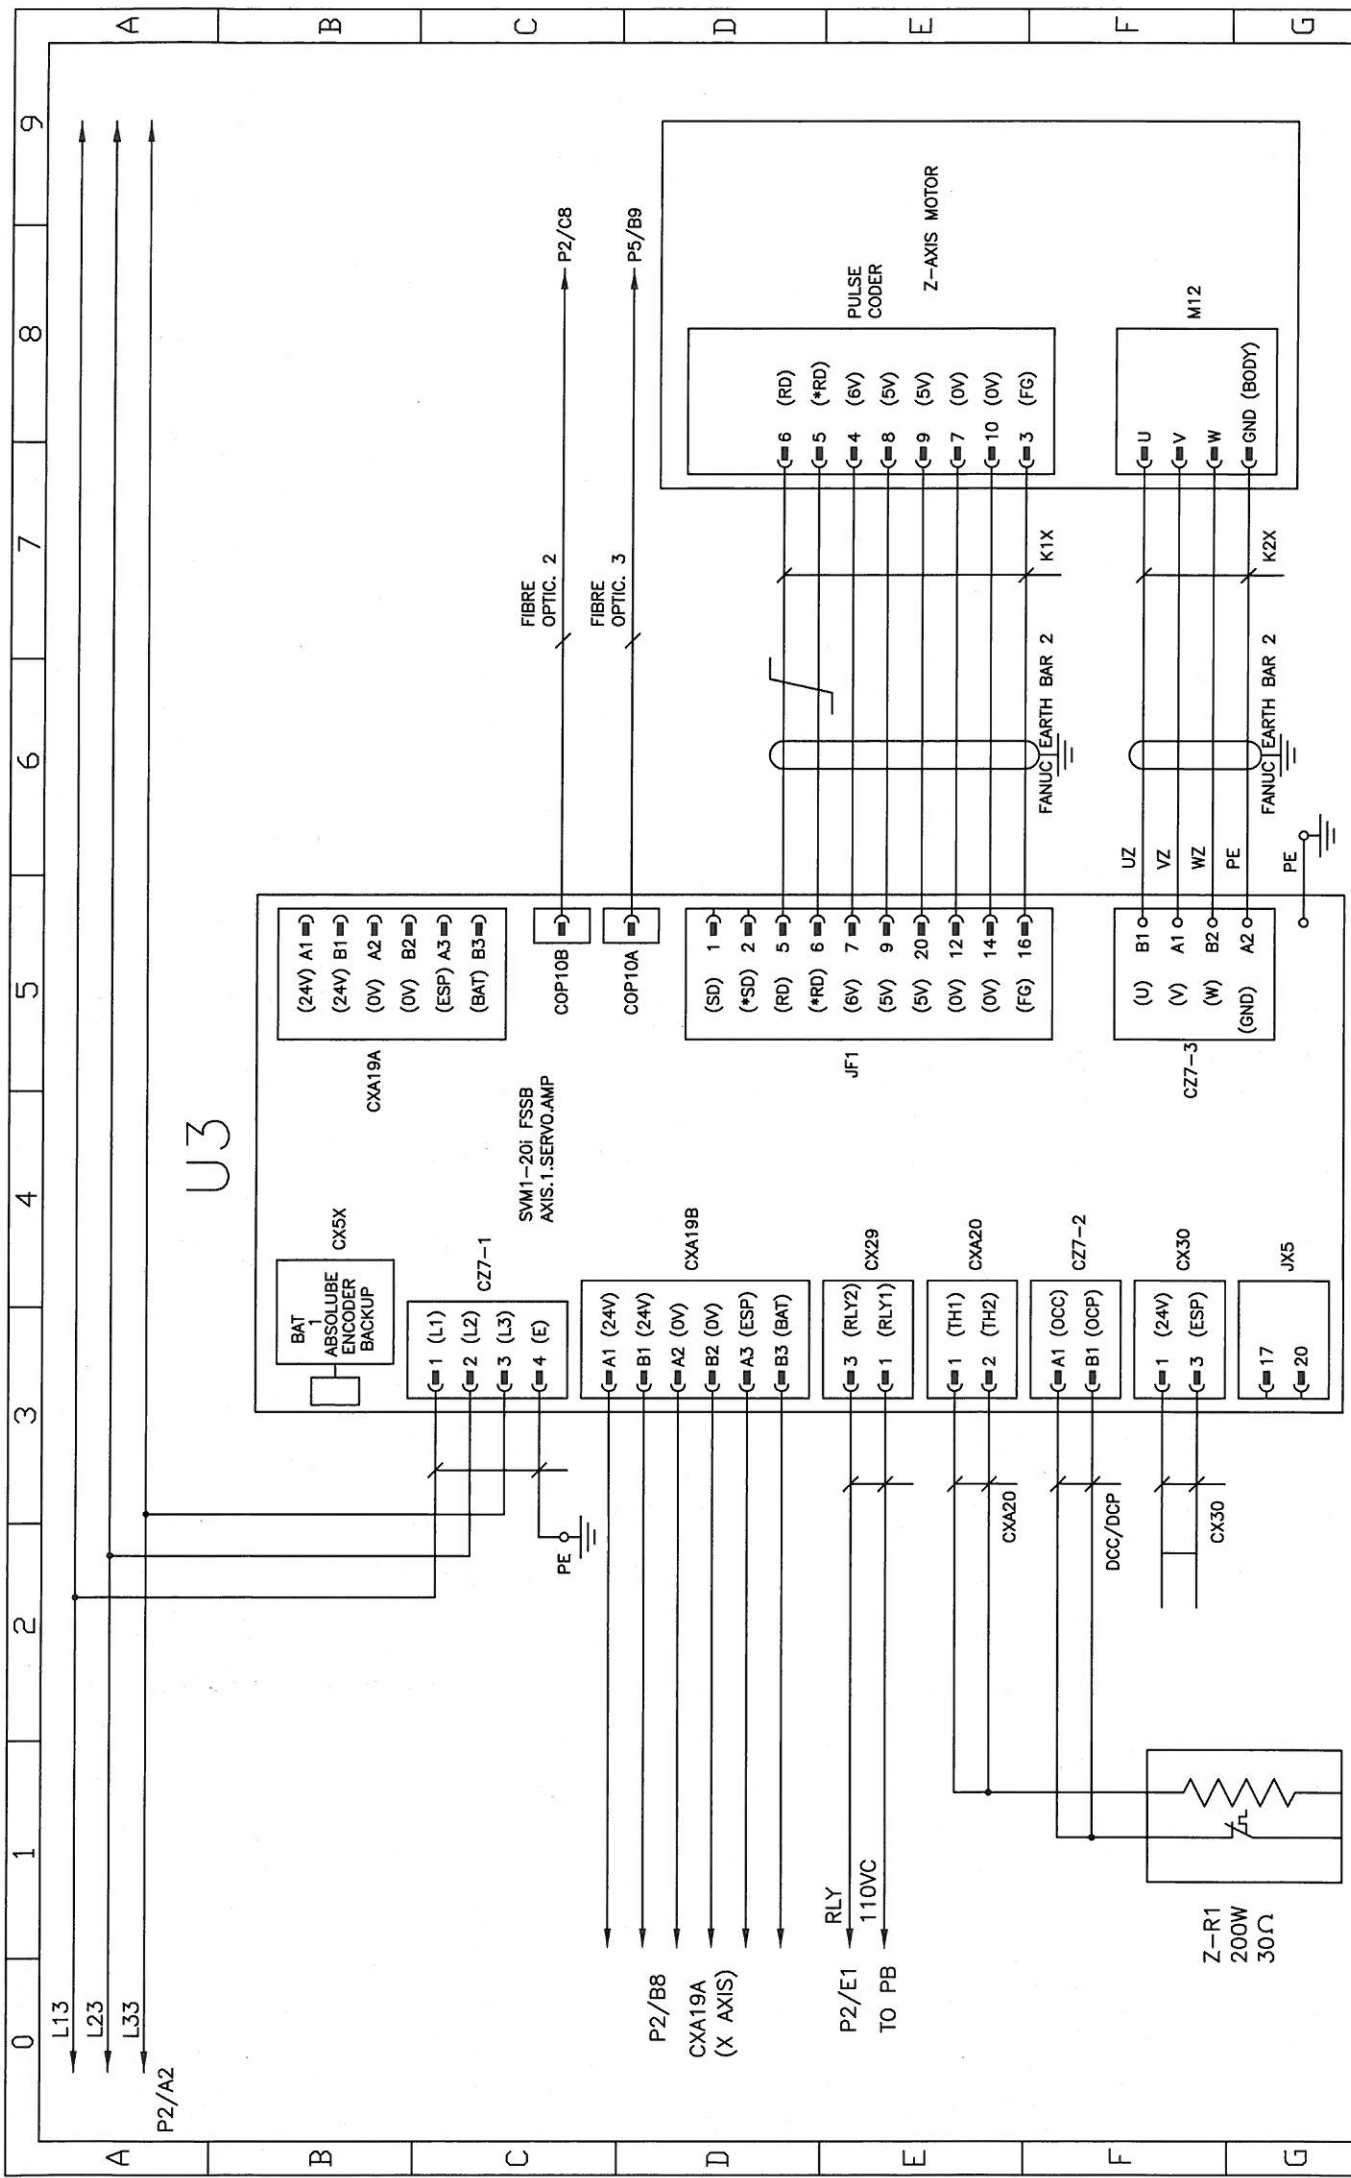 0 1 2 3 4 5 6 7 8 9
A
B
C
D
E
F
G
A
B
C
D
E
F
G
L13
L23
L33
P2/A2
U3
BAT
1
ABSOLUBE
ENCODER
BACKUP
CX5X
CZ7-1
1 (L1)
2 (L2)
3 (L3)
4 (E)
PE
SVM1-20i FSSB
AXIS.1.SERVO.AMP
CXA19A
(24V) A1
(24V) B1
(0V) A2
(0V) B2
(ESP) A3
(BAT) B3
COP10B
FIBRE
OPTIC. 2
P2/C8
COP10A
FIBRE
OPTIC. 3
P5/B9
CXA19B
A1 (24V)
B1 (24V)
A2 (0V)
B2 (0V)
A3 (ESP)
B3 (BAT)
P2/B8
CXA19A
(X AXIS)
JF1
(SD) 1
(*SD) 2
(RD) 5
(*RD) 6
(6V) 7
(5V) 9
(5V) 20
(0V) 12
(0V) 14
(FG) 16
FANUC EARTH BAR 2
K1X
6 (RD)
5 (*RD)
4 (6V)
8 (5V)
9 (5V)
7 (0V)
10 (0V)
3 (FG)
PULSE
CODER
Z-AXIS MOTOR
CX29
3 (RLY2)
1 (RLY1)
RLY
110VC
P2/E1
TO PB
CXA20
1 (TH1)
2 (TH2)
CXA20
CZ7-2
A1 (OCC)
B1 (OCP)
DCC/DCP
CX30
1 (24V)
3 (ESP)
CX30
JX5
17
20
CZ7-3
(U) B1
(V) A1
(W) B2
(GND) A2
UZ
VZ
WZ
PE
FANUC EARTH BAR 2
PE
K2X
U
V
W
GND (BODY)
M12
Z-R1
200W
30Ω